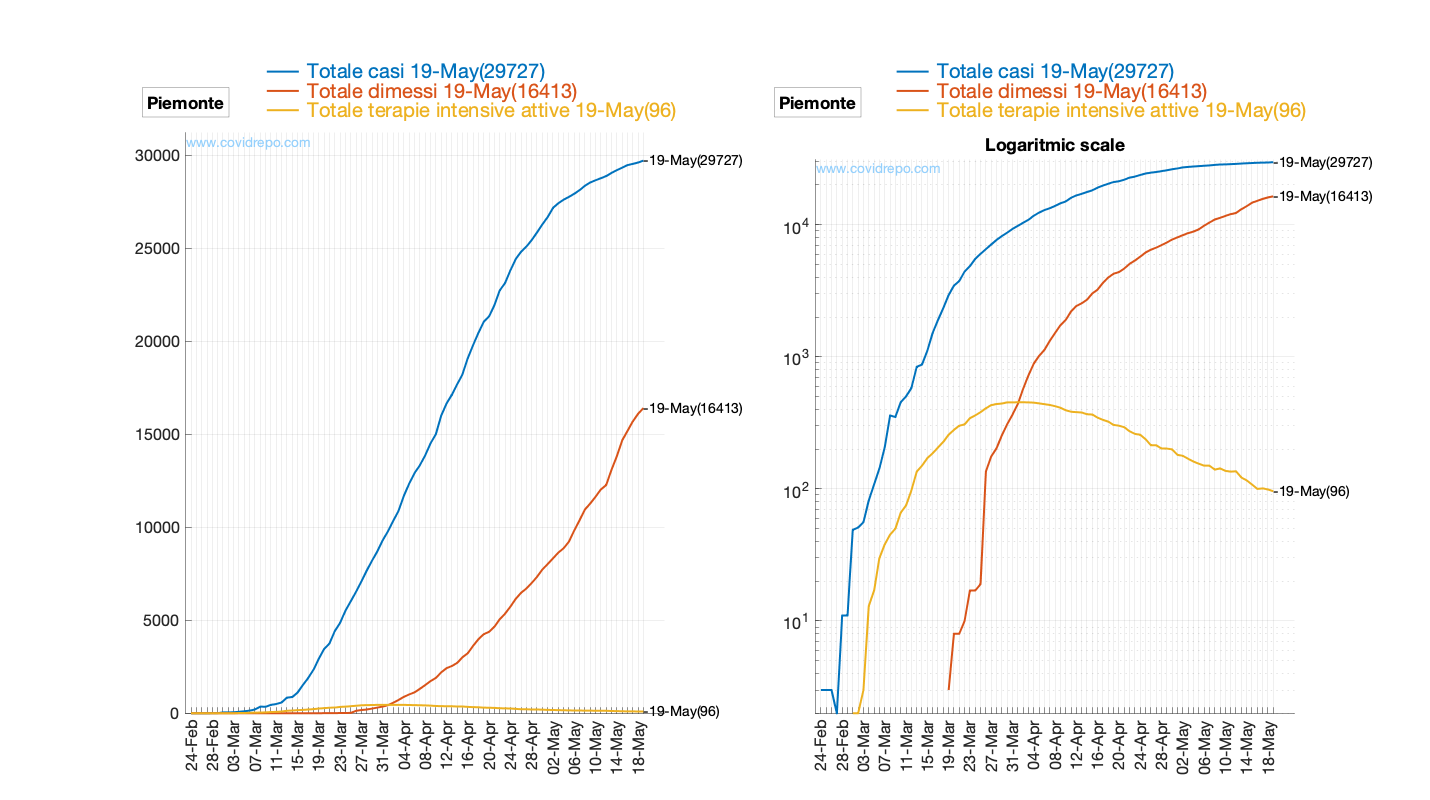 Totale casi 19-May(29727)
Totale dimessi 19-May(16413)
Totale terapie intensive attive 19-May(96)
Piemonte
www.covidrepo.com
30000
25000
20000
15000
10000
5000
0
19-May(29727)
19-May(16413)
19-May(96)
24-Feb
28-Feb
03-Mar
07-Mar
11-Mar
15-Mar
19-Mar
23-Mar
27-Mar
31-Mar
04-Apr
08-Apr
12-Apr
16-Apr
20-Apr
24-Apr
28-Apr
02-May
06-May
10-May
14-May
18-May
Totale casi 19-May(29727)
Totale dimessi 19-May(16413)
Totale terapie intensive attive 19-May(96)
Piemonte
Logaritmic scale
www.covidrepo.com
10^4
10^3
10^2
10^1
19-May(29727)
19-May(16413)
19-May(96)
24-Feb
28-Feb
03-Mar
07-Mar
11-Mar
15-Mar
19-Mar
23-Mar
27-Mar
31-Mar
04-Apr
08-Apr
12-Apr
16-Apr
20-Apr
24-Apr
28-Apr
02-May
06-May
10-May
14-May
18-May